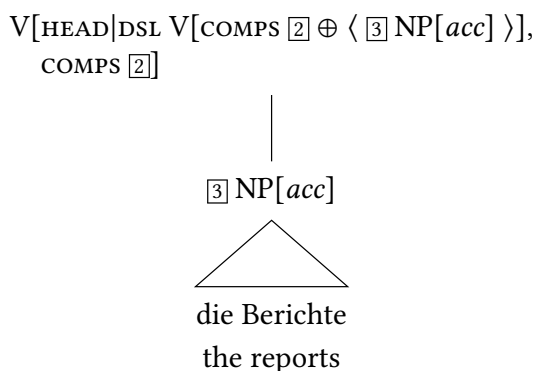 V[HEAD|DSL V[COMPS 2 ⊕ ⟨ 3 NP[acc] ⟩],
COMPS 2]
3 NP[acc]
die Berichte
the reports